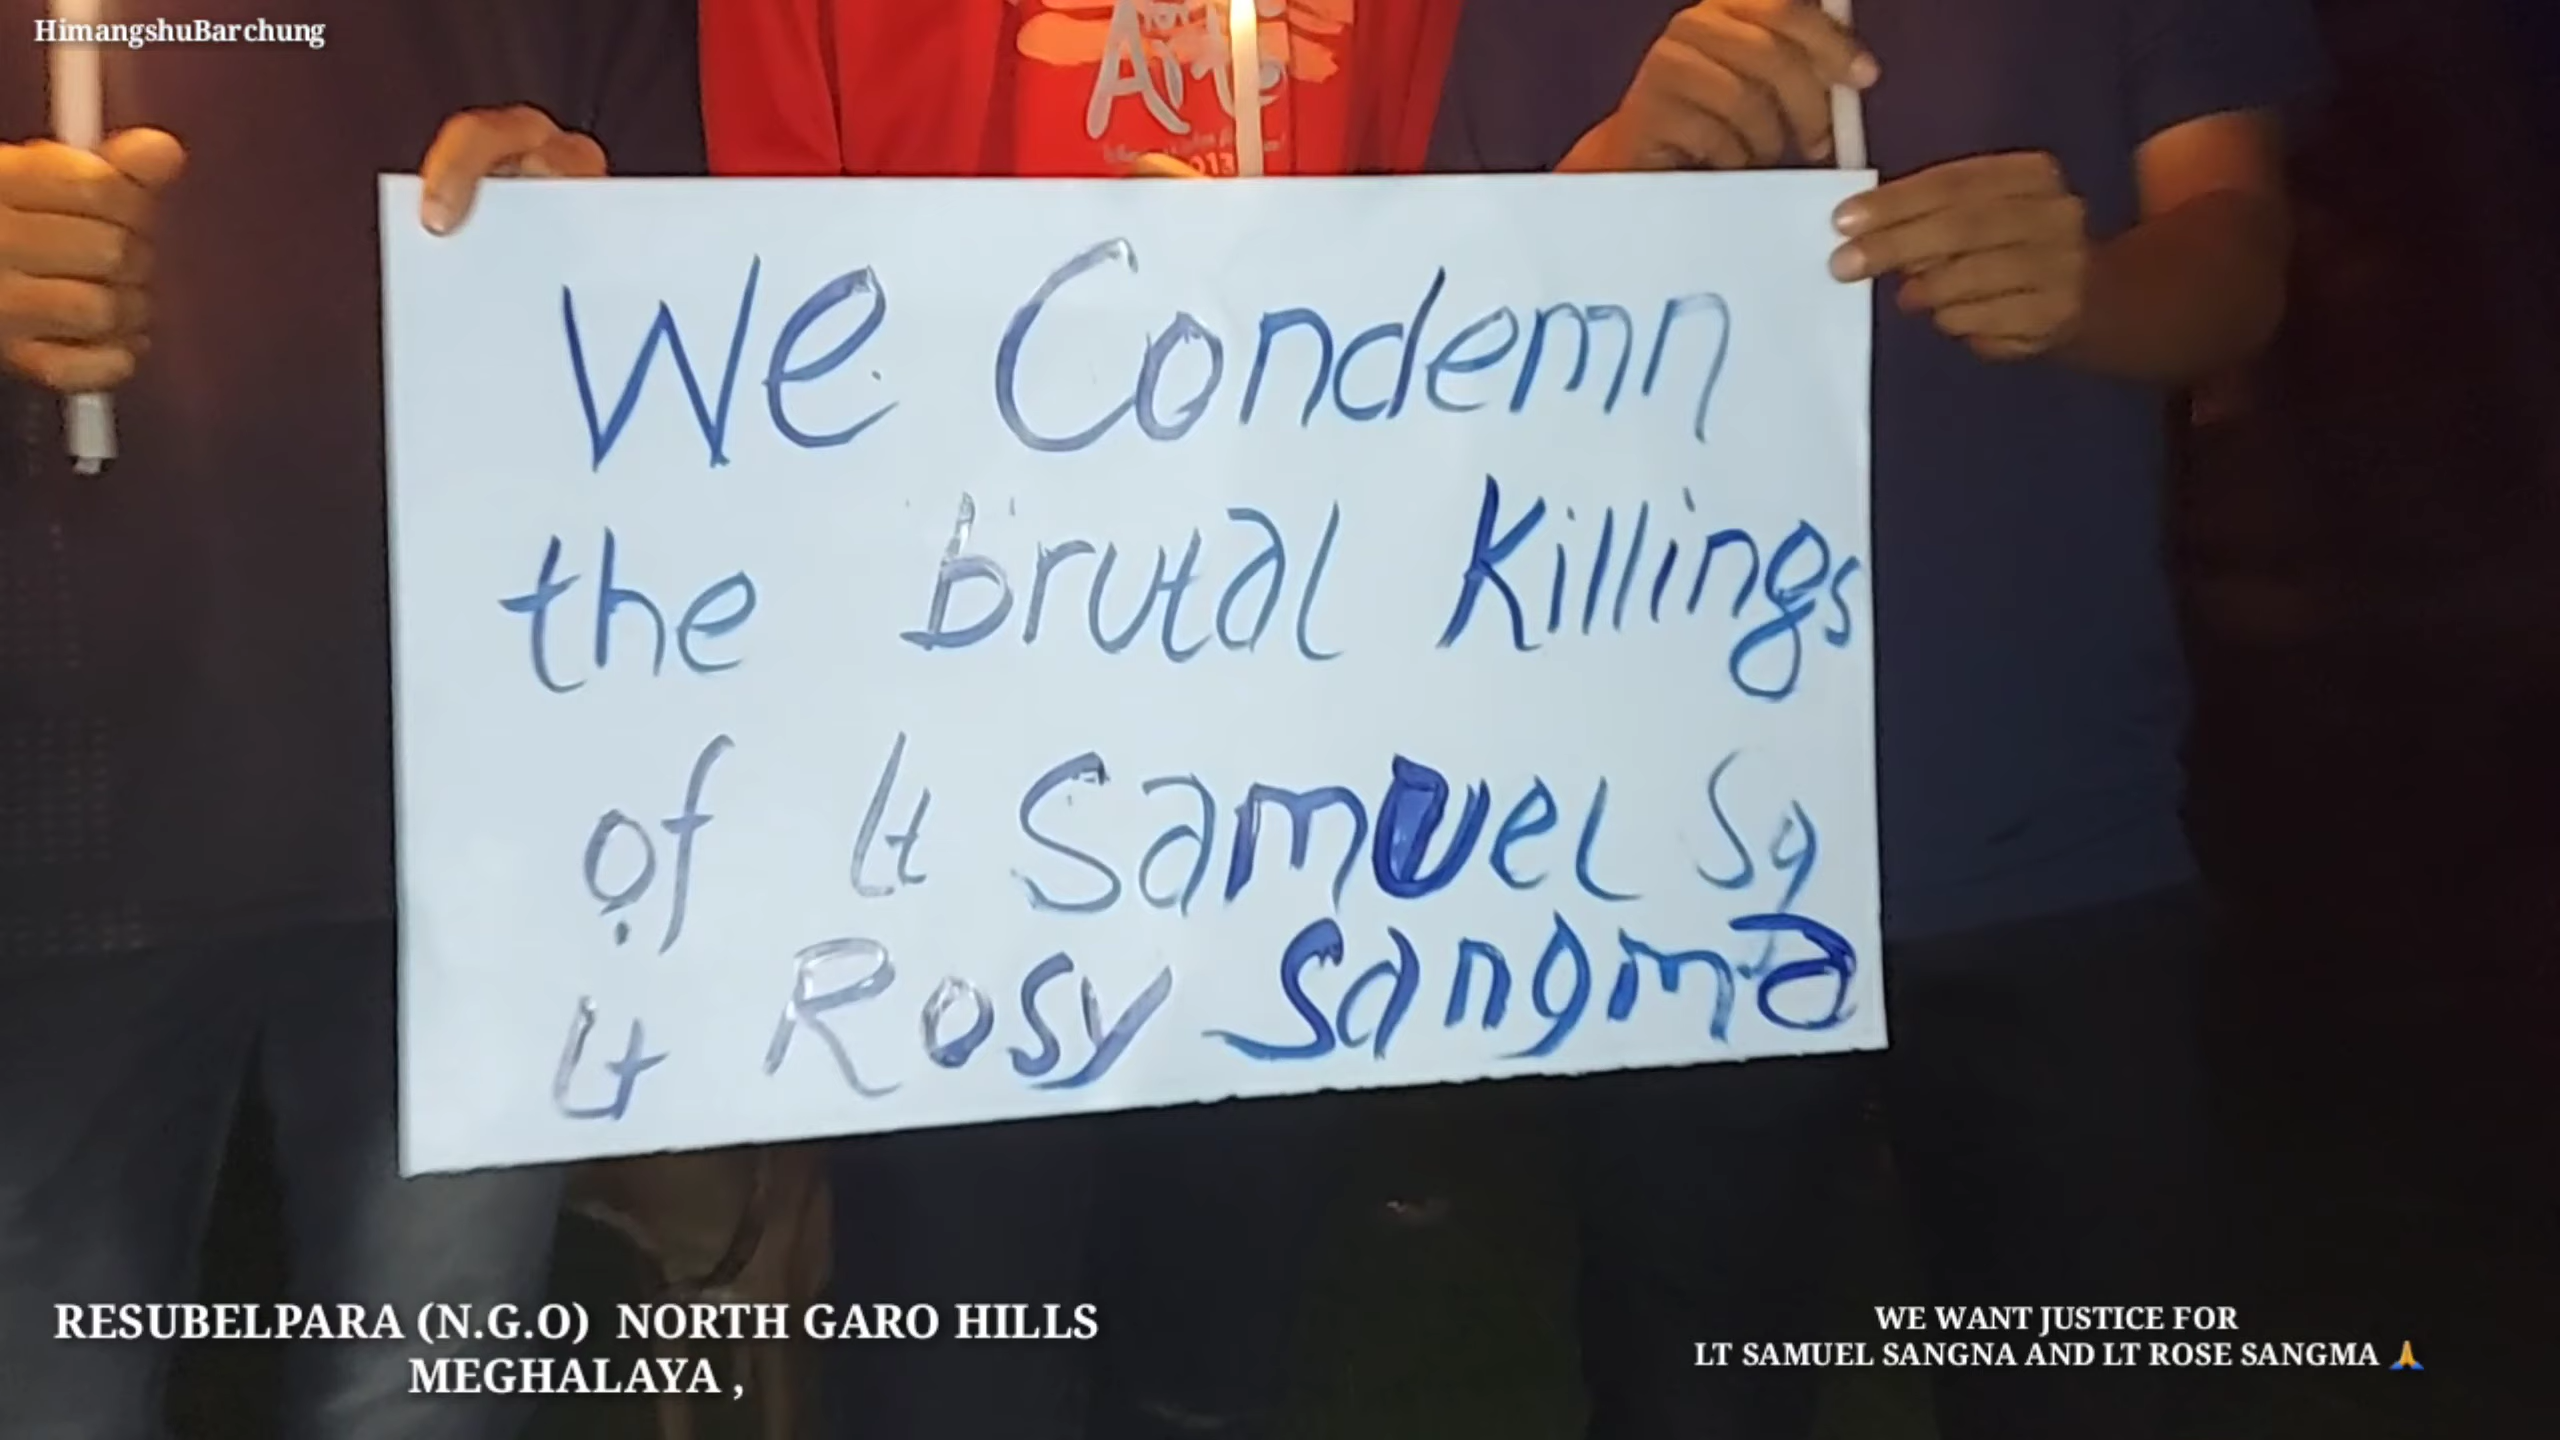 HimangshuBarchung
Arts
We Condemn
the brutal Killings
of Lt Samuel Sg
Lt Rosy Sangma
RESUBELPARA (N.G.O) NORTH GARO HILLS
MEGHALAYA ,
WE WANT JUSTICE FOR
LT SAMUEL SANGNA AND LT ROSE SANGMA 🙏